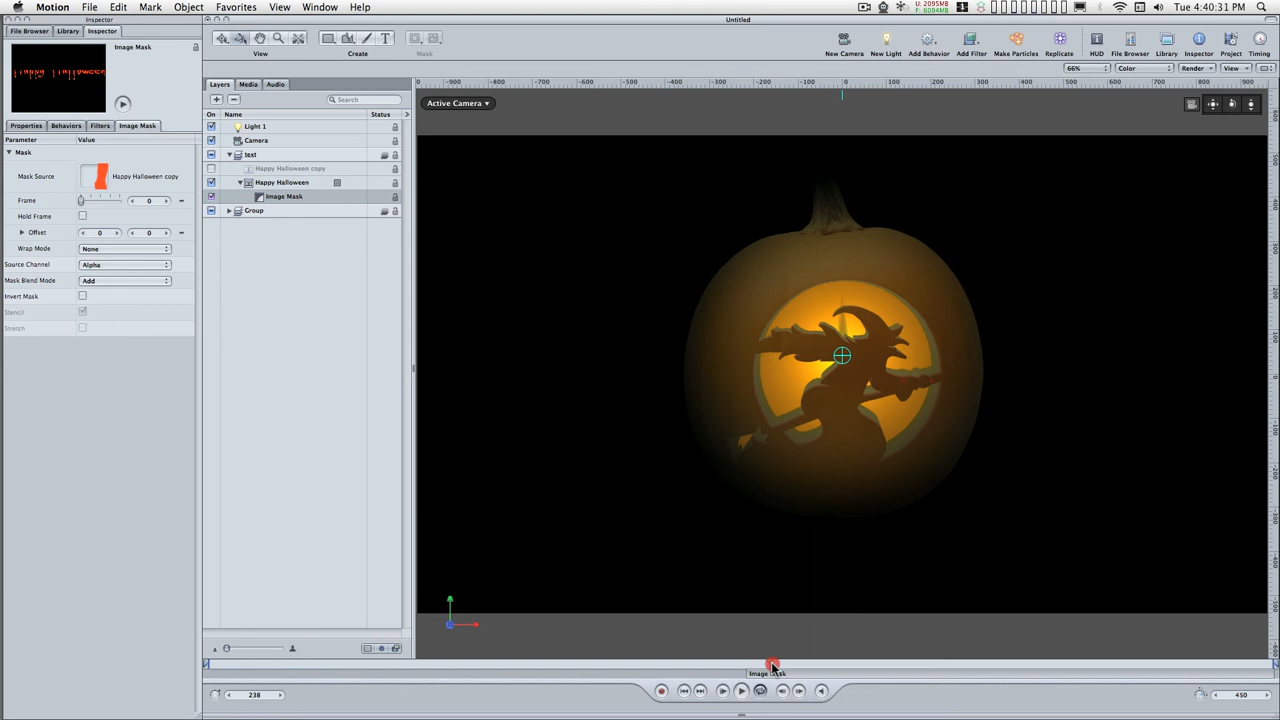 Motion File Edit Mark Object Favorites View Window Help
U: 2095MB
F: 6094MB
Tue 4:40:31 PM
Inspector
Untitled
File Browser Library Inspector
Image Mask
View Create Mask
New Camera New Light Add Behavior Add Filter Make Particles Replicate HUD File Browser Library Inspector Project Timing
66% Color Render View
Layers Media Audio
Search
On Name Status
Light 1
Camera
text
Happy Halloween copy
Happy Halloween
Image Mask
Group
Properties Behaviors Filters Image Mask
Parameter Value
Mask
Mask Source Happy Halloween copy
Frame 0
Hold Frame
Offset 0 0
Wrap Mode None
Source Channel Alpha
Mask Blend Mode Add
Invert Mask
Stencil
Stretch
Active Camera
238
450